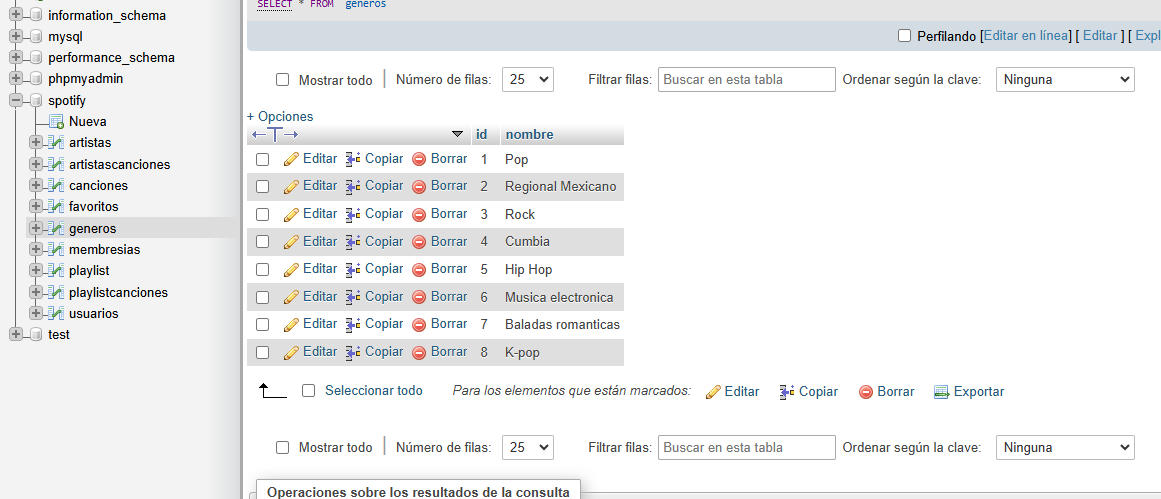 information_schema
mysql
performance_schema
phpmyadmin
spotify
Nueva
artistas
artistascanciones
canciones
favoritos
generos
membresias
playlist
playlistcanciones
usuarios
test
SELECT * FROM generos
Perfilando [Editar en línea] [ Editar ] [ Expl
Mostrar todo | Número de filas: 25 Filtrar filas: Buscar en esta tabla Ordenar según la clave: Ninguna
+ Opciones
←T→ id nombre
Editar Copiar Borrar 1 Pop
Editar Copiar Borrar 2 Regional Mexicano
Editar Copiar Borrar 3 Rock
Editar Copiar Borrar 4 Cumbia
Editar Copiar Borrar 5 Hip Hop
Editar Copiar Borrar 6 Musica electronica
Editar Copiar Borrar 7 Baladas romanticas
Editar Copiar Borrar 8 K-pop
Seleccionar todo Para los elementos que están marcados: Editar Copiar Borrar Exportar
Mostrar todo | Número de filas: 25 Filtrar filas: Buscar en esta tabla Ordenar según la clave: Ninguna
Operaciones sobre los resultados de la consulta